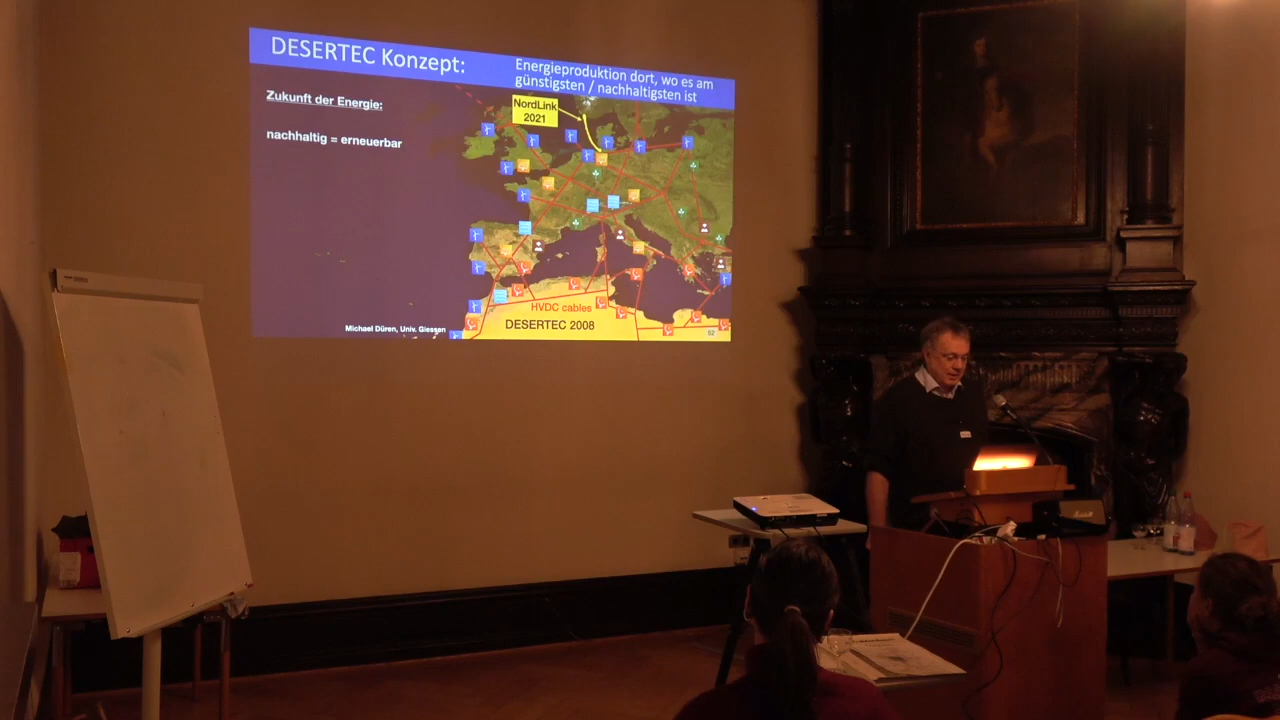 DESERTEC Konzept:
Energieproduktion dort, wo es am
günstigsten / nachhaltigsten ist
Zukunft der Energie:
nachhaltig = erneuerbar
NordLink
2021
HVDC cables
DESERTEC 2008
Michael Düren, Univ. Giessen
52
Marshall